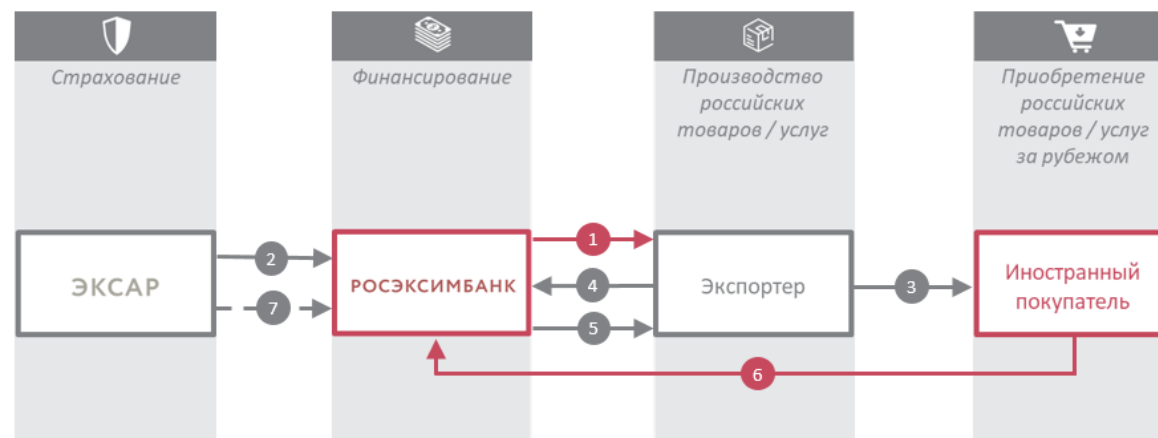 Страхование
Финансирование
Производство
российских
товаров / услуг
Приобретение
российских
товаров / услуг
за рубежом
ЭКСАР
2
7
РОСЭКСИМБАНК
1
4
5
Экспортер
3
Иностранный
покупатель
6